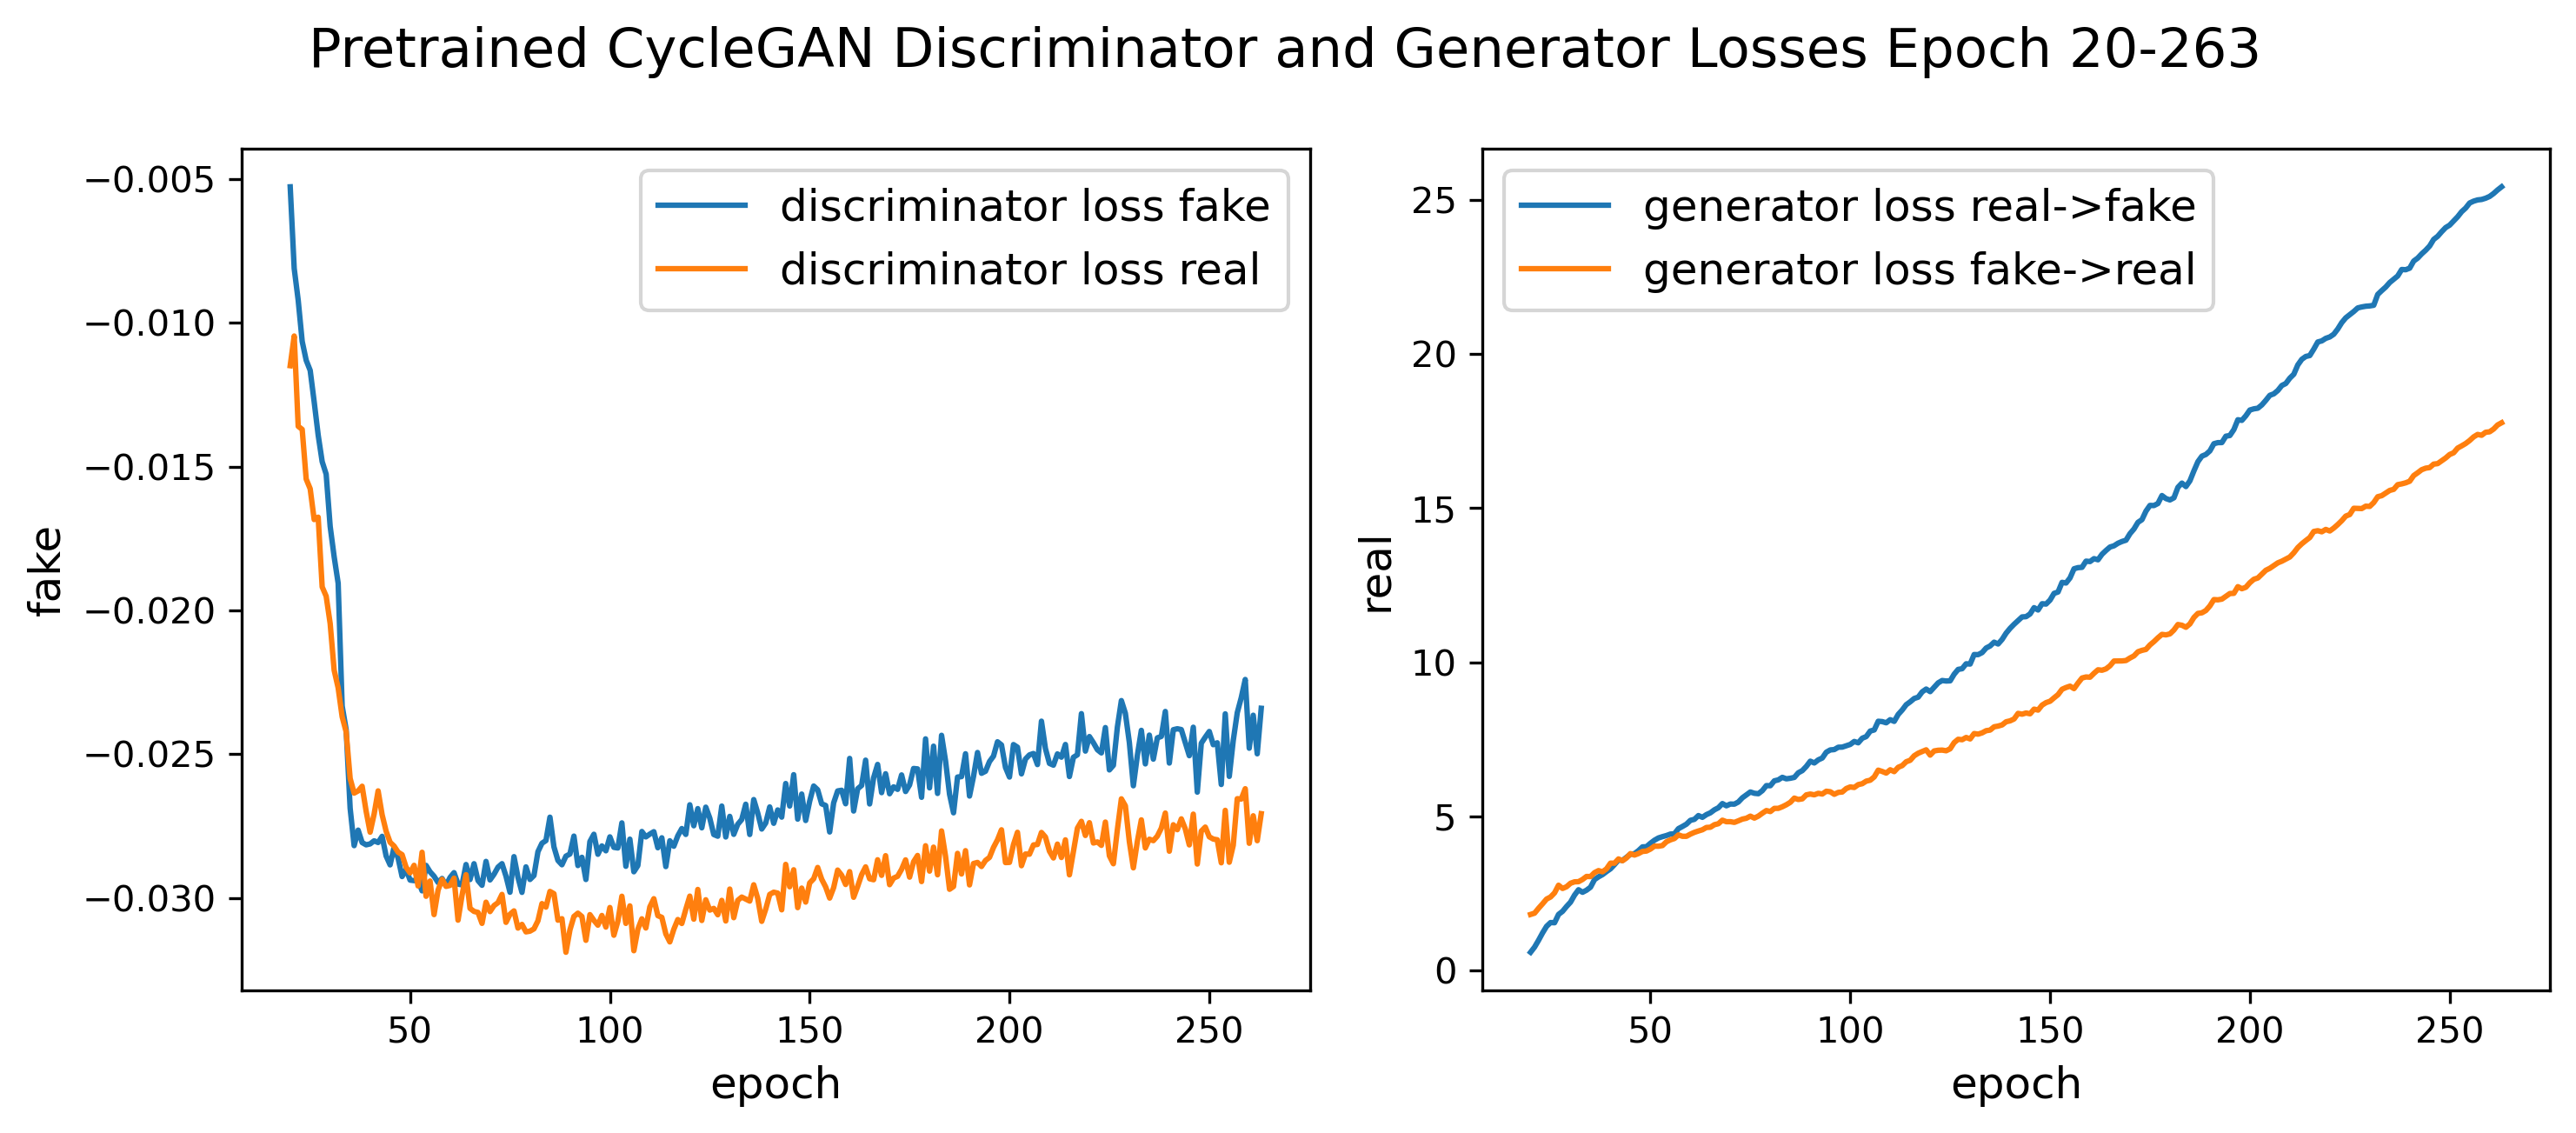 Pretrained CycleGAN Discriminator and Generator Losses Epoch 20-263
discriminator loss fake
discriminator loss real
−0.005
−0.010
−0.015
−0.020
−0.025
−0.030
fake
50 100 150 200 250
epoch
generator loss real->fake
generator loss fake->real
25
20
15
10
5
0
real
50 100 150 200 250
epoch